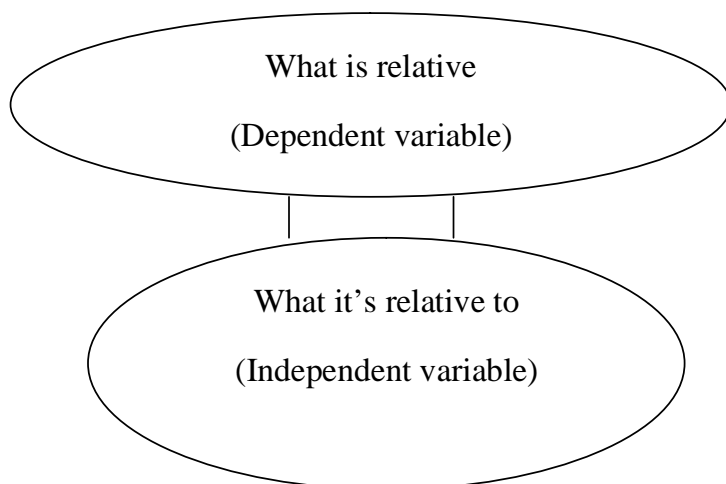 What is relative
(Dependent variable)
What it’s relative to
(Independent variable)